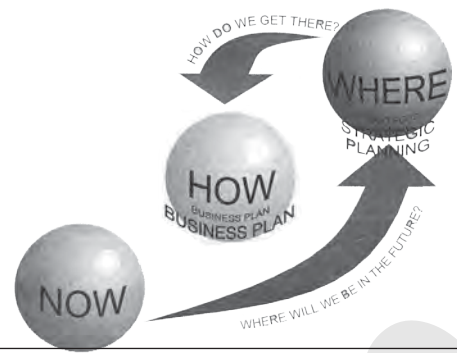 HOW DO WE GET THERE?
WHERE
STRATEGIC
PLANNING
HOW
BUSINESS PLAN
BUSINESS PLAN
NOW
WHERE WILL WE BE IN THE FUTURE?